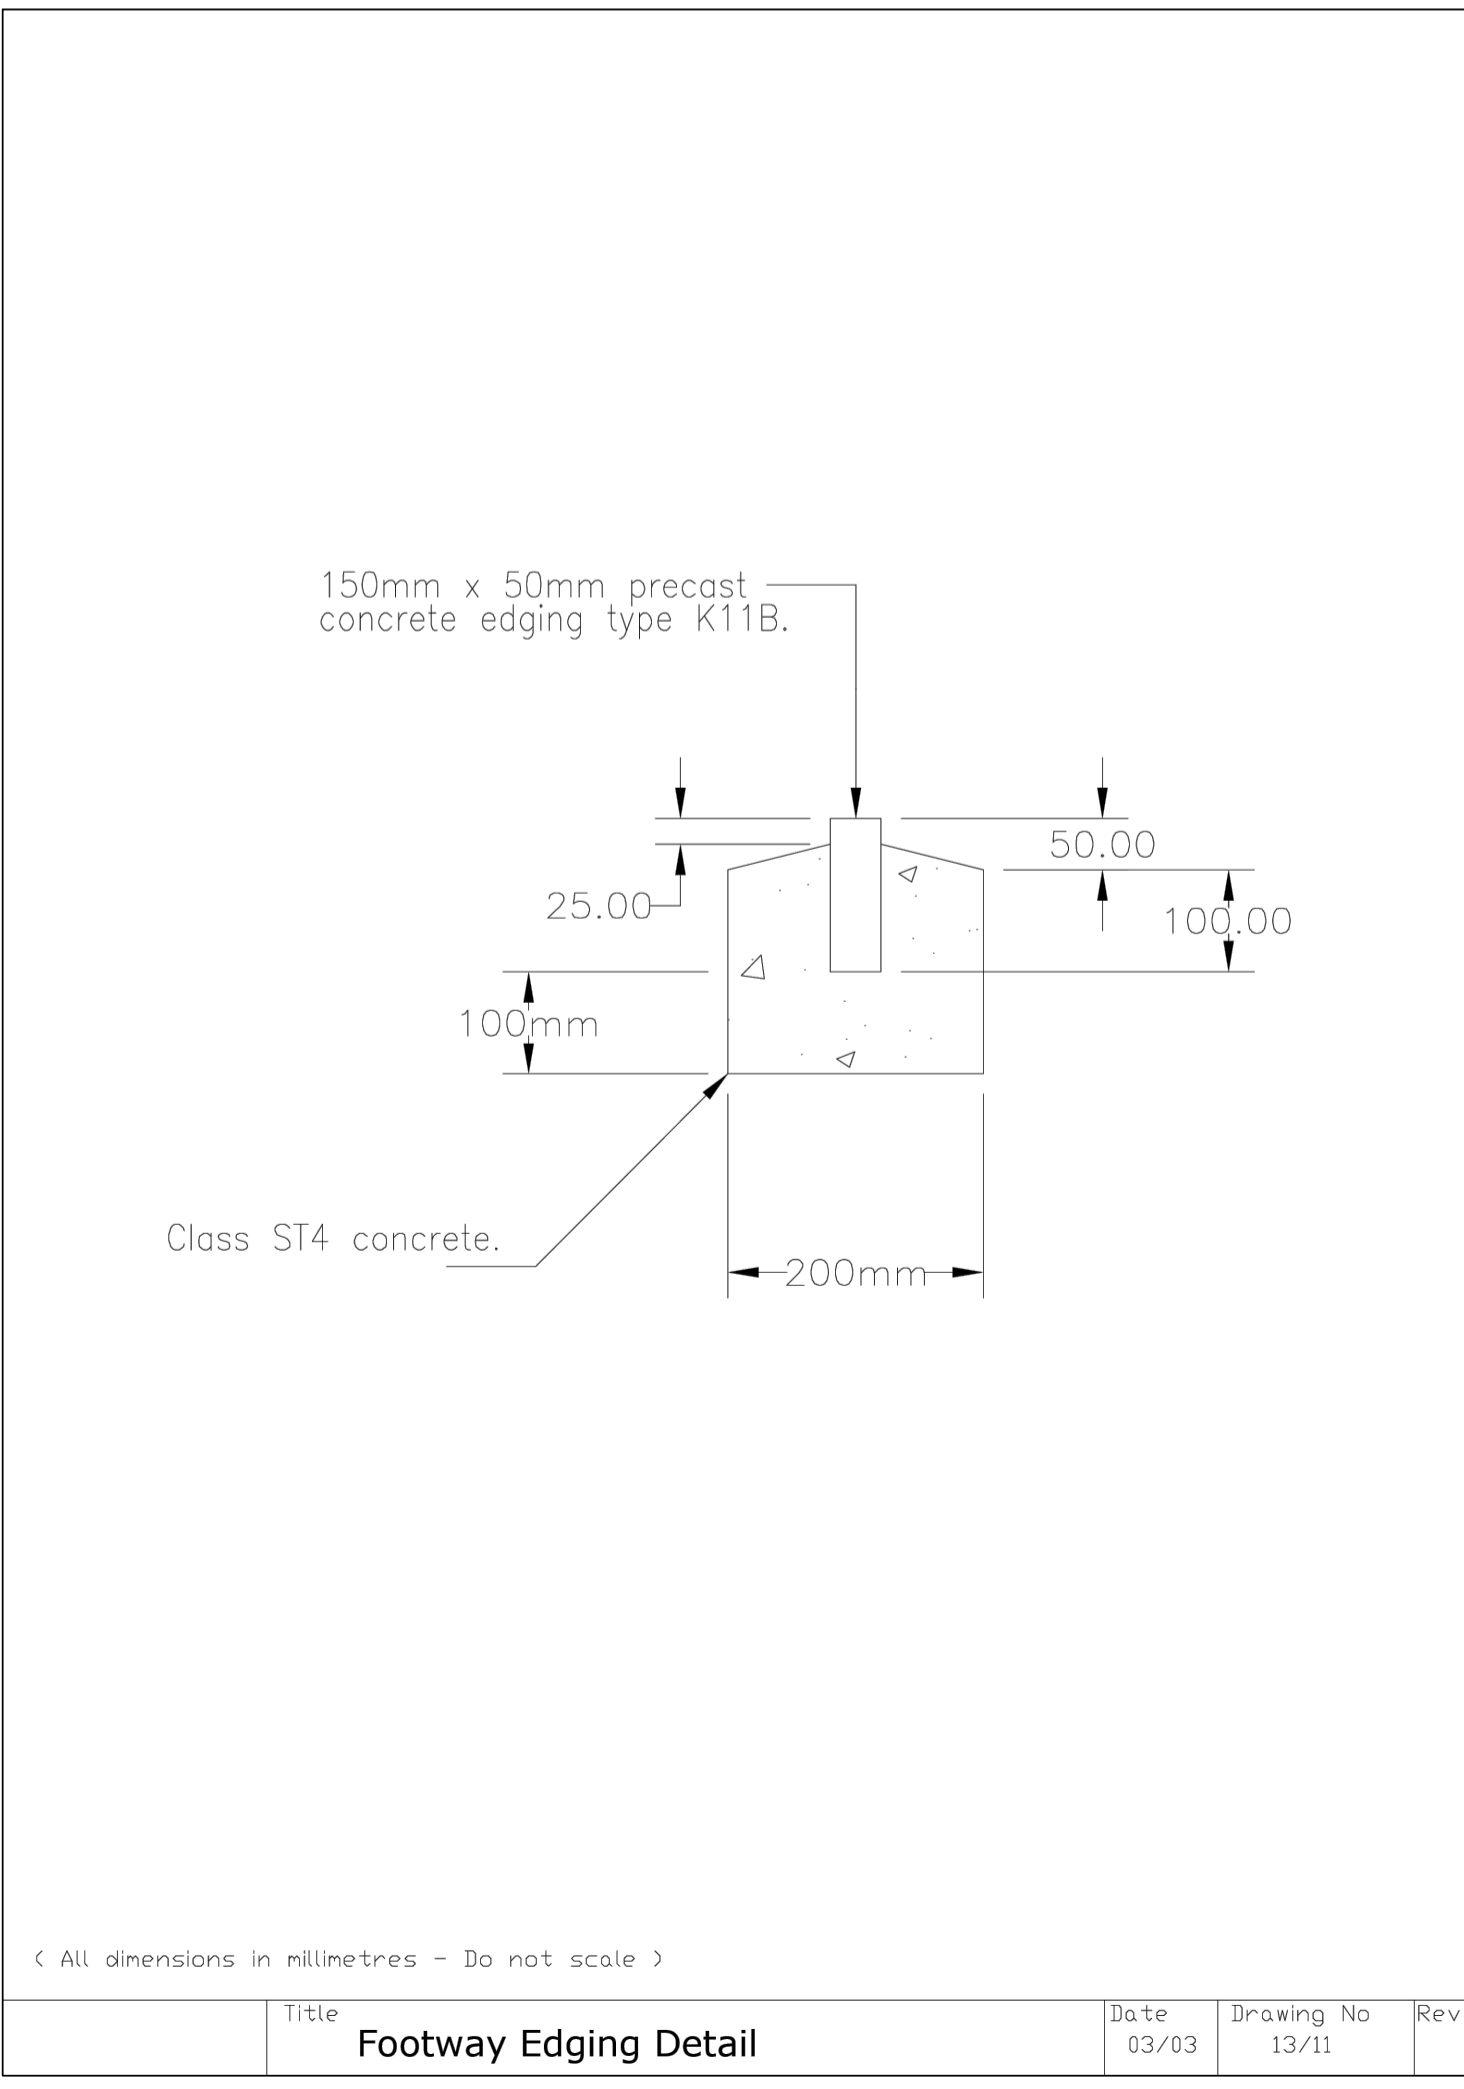 150mm x 50mm precast
concrete edging type K11B.
50.00
25.00
100.00
100mm
Class ST4 concrete.
200mm
( All dimensions in millimetres - Do not scale )
Title
Footway Edging Detail
Date
03/03
Drawing No
13/11
Rev